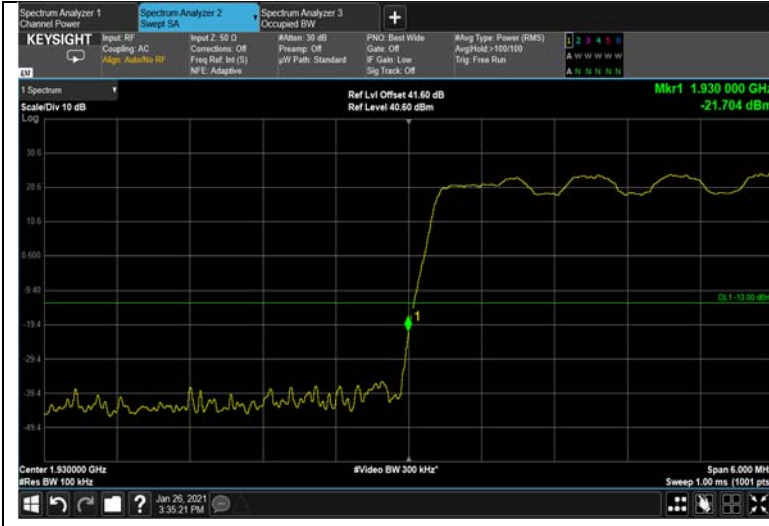 Spectrum Analyzer 1
Channel Power
Spectrum Analyzer 2
Swept SA
Spectrum Analyzer 3
Occupied BW
KEYSIGHT
Input: RF
Coupling: AC
Align: Auto/No RF
Input Z: 50 Ω
Corrections: Off
Freq Ref: Int (S)
NFE: Adaptive
#Atten: 30 dB
Preamp: Off
µW Path: Standard
PNO: Best Wide
Gate: Off
IF Gain: Low
Sig Track: Off
#Avg Type: Power (RMS)
Avg|Hold:>100/100
Trig: Free Run
1 2 3 4 5 6
A W W W W W
A N N N N N
LXI
1 Spectrum
Scale/Div 10 dB
Log
Ref Lvl Offset 41.60 dB
Ref Level 40.60 dBm
Mkr1 1.930 000 GHz
-21.704 dBm
30.6
20.6
10.6
0.600
-9.40
DL1 -13.00 dBm
1
-19.4
-29.4
-39.4
-49.4
Center 1.930000 GHz
#Res BW 100 kHz
#Video BW 300 kHz*
Span 6.000 MHz
Sweep 1.00 ms (1001 pts)
?
Jan 26, 2021
3:35:21 PM